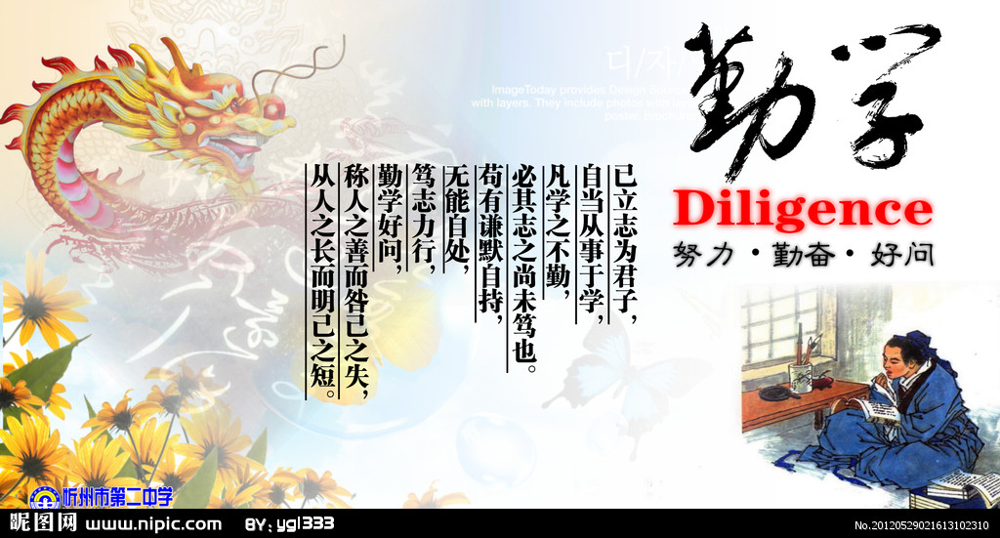 勤学
Diligence
努力·勤奋·好问
已立志为君子，
自当从事于学，
凡学之不勤，
必其志之尚未笃也。
苟有谦默自持，
无能自处，
笃志力行，
勤学好问，
称人之善而咎己之失，
从人之长而明己之短。
디/자/
ImageToday provides Design Source
with layers. They include photos with
忻州市第二中学
昵图网 www.nipic.com BY:ygl333
No.20120529021613102310